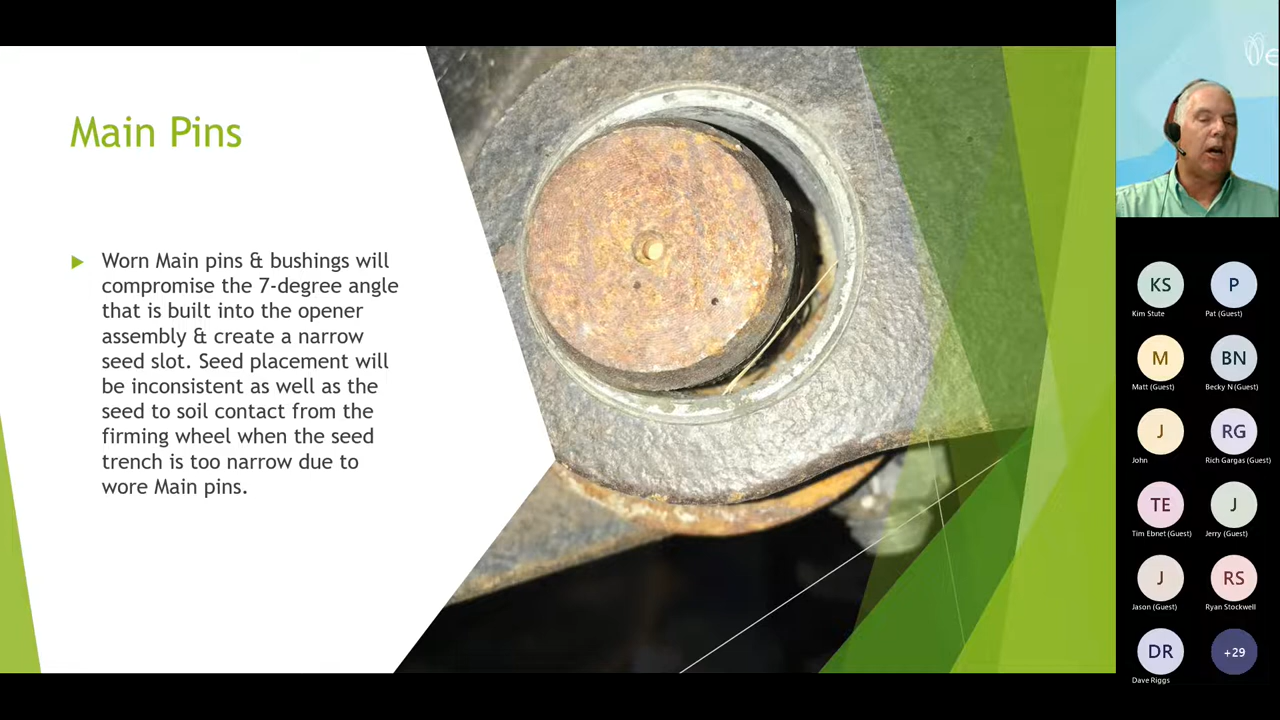 Main Pins
Worn Main pins & bushings will
compromise the 7-degree angle
that is built into the opener
assembly & create a narrow
seed slot. Seed placement will
be inconsistent as well as the
seed to soil contact from the
firming wheel when the seed
trench is too narrow due to
wore Main pins.
KS
Kim Stute
P
Pat (Guest)
M
Matt (Guest)
BN
Becky N (Guest)
J
John
RG
Rich Gargas (Guest)
TE
Tim Ebnet (Guest)
J
Jerry (Guest)
J
Jason (Guest)
RS
Ryan Stockwell
DR
Dave Riggs
+29